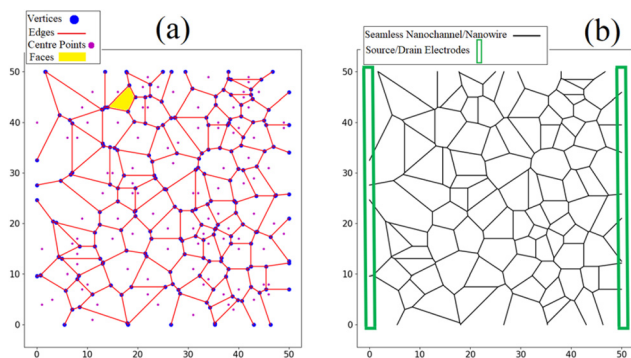 (a)
Vertices
Edges
Centre Points
Faces
50
40
30
20
10
0
0 10 20 30 40 50
(b)
Seamless Nanochannel/Nanowire
Source/Drain Electrodes
50
40
30
20
10
0
0 10 20 30 40 50